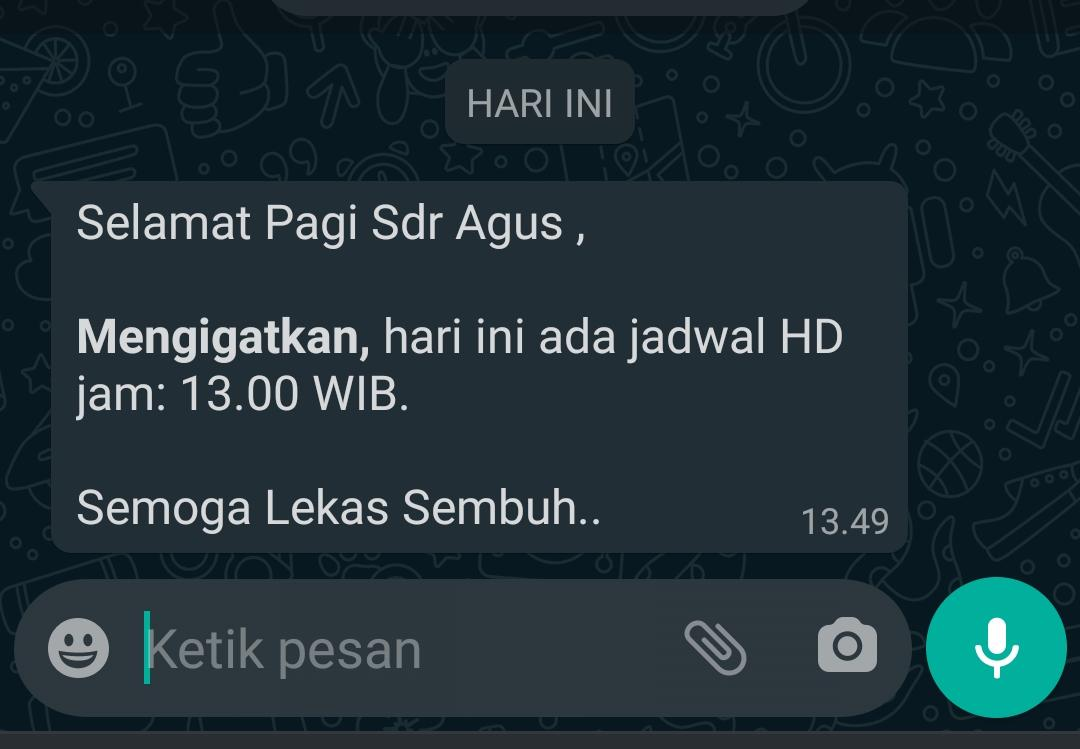 HARI INI
Selamat Pagi Sdr Agus ,
Mengigatkan, hari ini ada jadwal HD
jam: 13.00 WIB.
Semoga Lekas Sembuh..
13.49
Ketik pesan